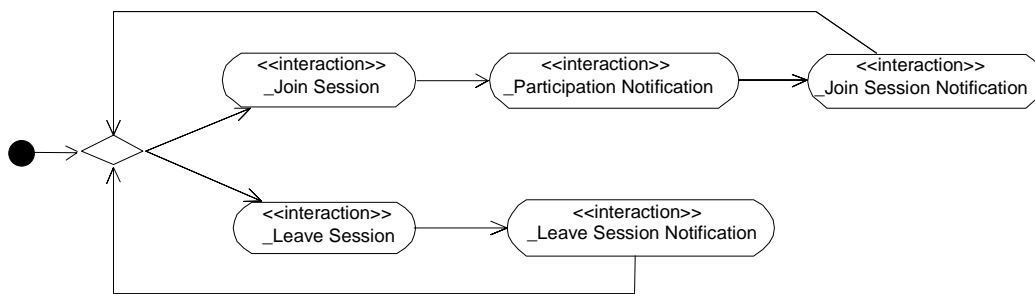 <<interaction>>
_Join Session
<<interaction>>
_Participation Notification
<<interaction>>
_Join Session Notification
<<interaction>>
_Leave Session
<<interaction>>
_Leave Session Notification